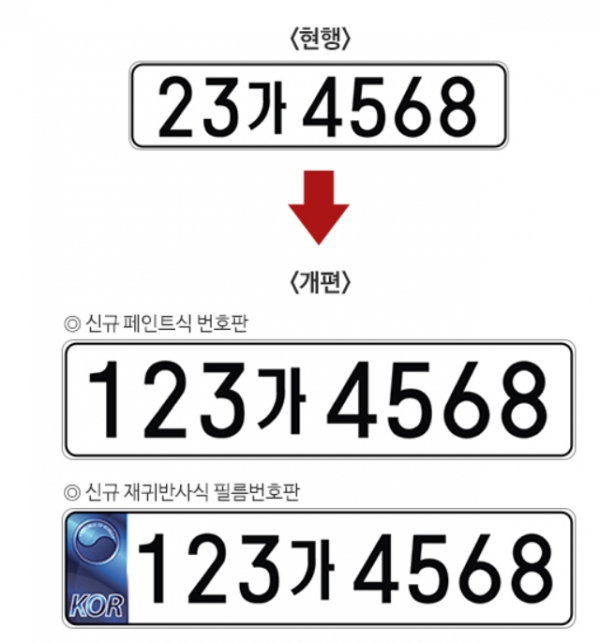 〈현행〉
23가 4568
〈개편〉
◎ 신규 페인트식 번호판
123가 4568
◎ 신규 재귀반사식 필름번호판
123가 4568
KOR